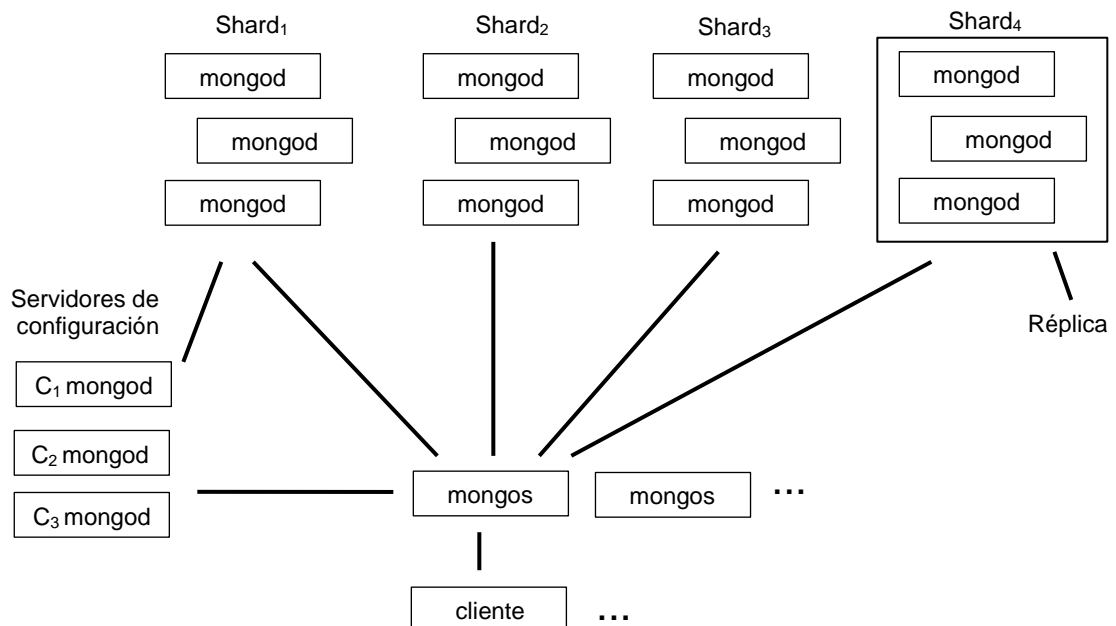 Shard₁ Shard₂ Shard₃ Shard₄
mongod mongod mongod mongod
mongod mongod mongod mongod
mongod mongod mongod mongod
Servidores de
configuración
Réplica
C₁ mongod
C₂ mongod
C₃ mongod
mongos mongos ...
cliente ...